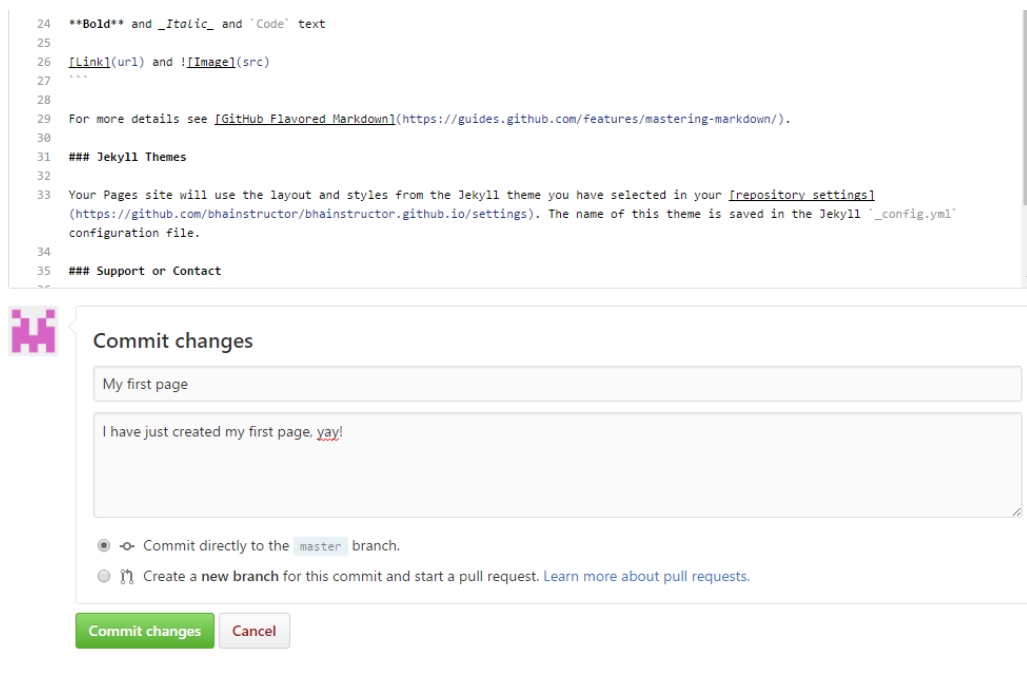 24 **Bold** and _Italic_ and `Code` text
25
26 [Link](url) and ![Image](src)
27 ```
28
29 For more details see [GitHub Flavored Markdown](https://guides.github.com/features/mastering-markdown/).
30
31 ### Jekyll Themes
32
33 Your Pages site will use the layout and styles from the Jekyll theme you have selected in your [repository settings]
(https://github.com/bhainstructor/bhainstructor.github.io/settings). The name of this theme is saved in the Jekyll `_config.yml`
configuration file.
34
35 ### Support or Contact
Commit changes
My first page
I have just created my first page, yay!
Commit directly to the master branch.
Create a new branch for this commit and start a pull request. Learn more about pull requests.
Commit changes Cancel